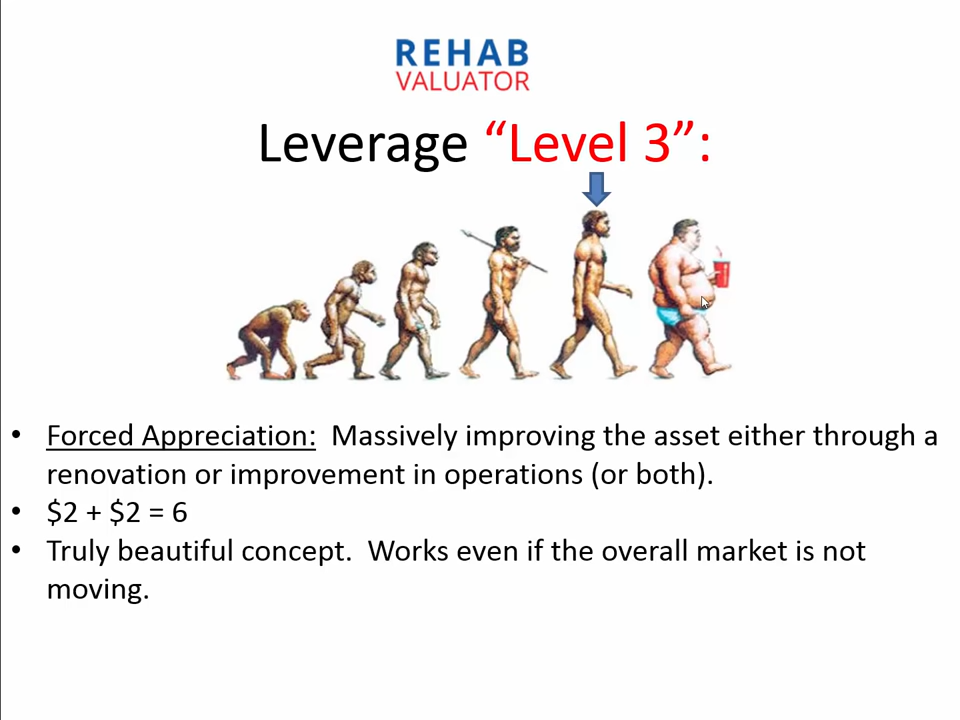 REHAB
VALUATOR
Leverage “Level 3”:
• Forced Appreciation:  Massively improving the asset either through a
renovation or improvement in operations (or both).
• $2 + $2 = 6
• Truly beautiful concept.  Works even if the overall market is not
moving.